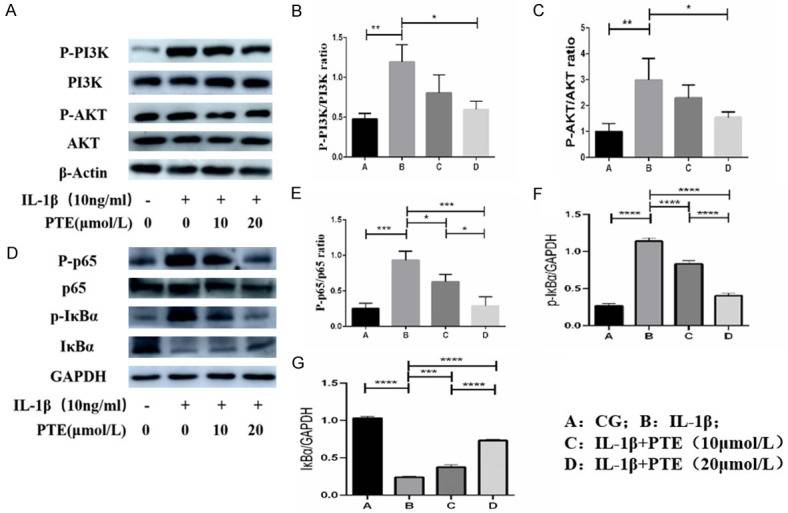 A
P-PI3K
PI3K
P-AKT
AKT
β-Actin
IL-1β (10ng/ml) - + + +
PTE(μmol/L) 0 0 10 20
B
P-PI3K/PI3K ratio
1.5
1.0
0.5
0.0
** *
A B C D
C
P-AKT/AKT ratio
5
4
3
2
1
0
** *
A B C D
D
P-p65
p65
p-IκBα
IκBα
GAPDH
IL-1β (10ng/ml) - + + +
PTE(μmol/L) 0 0 10 20
E
P-p65/p65 ratio
1.5
1.0
0.5
0.0
***
*** * *
A B C D
F
p-IκBα/GAPDH
1.5
1.0
0.5
0.0
****
**** ****
****
A B C D
G
IκBα/GAPDH
1.5
1.0
0.5
0.0
****
***
**** ****
A B C D
A: CG; B: IL-1β;
C: IL-1β+PTE (10μmol/L)
D: IL-1β+PTE (20μmol/L)